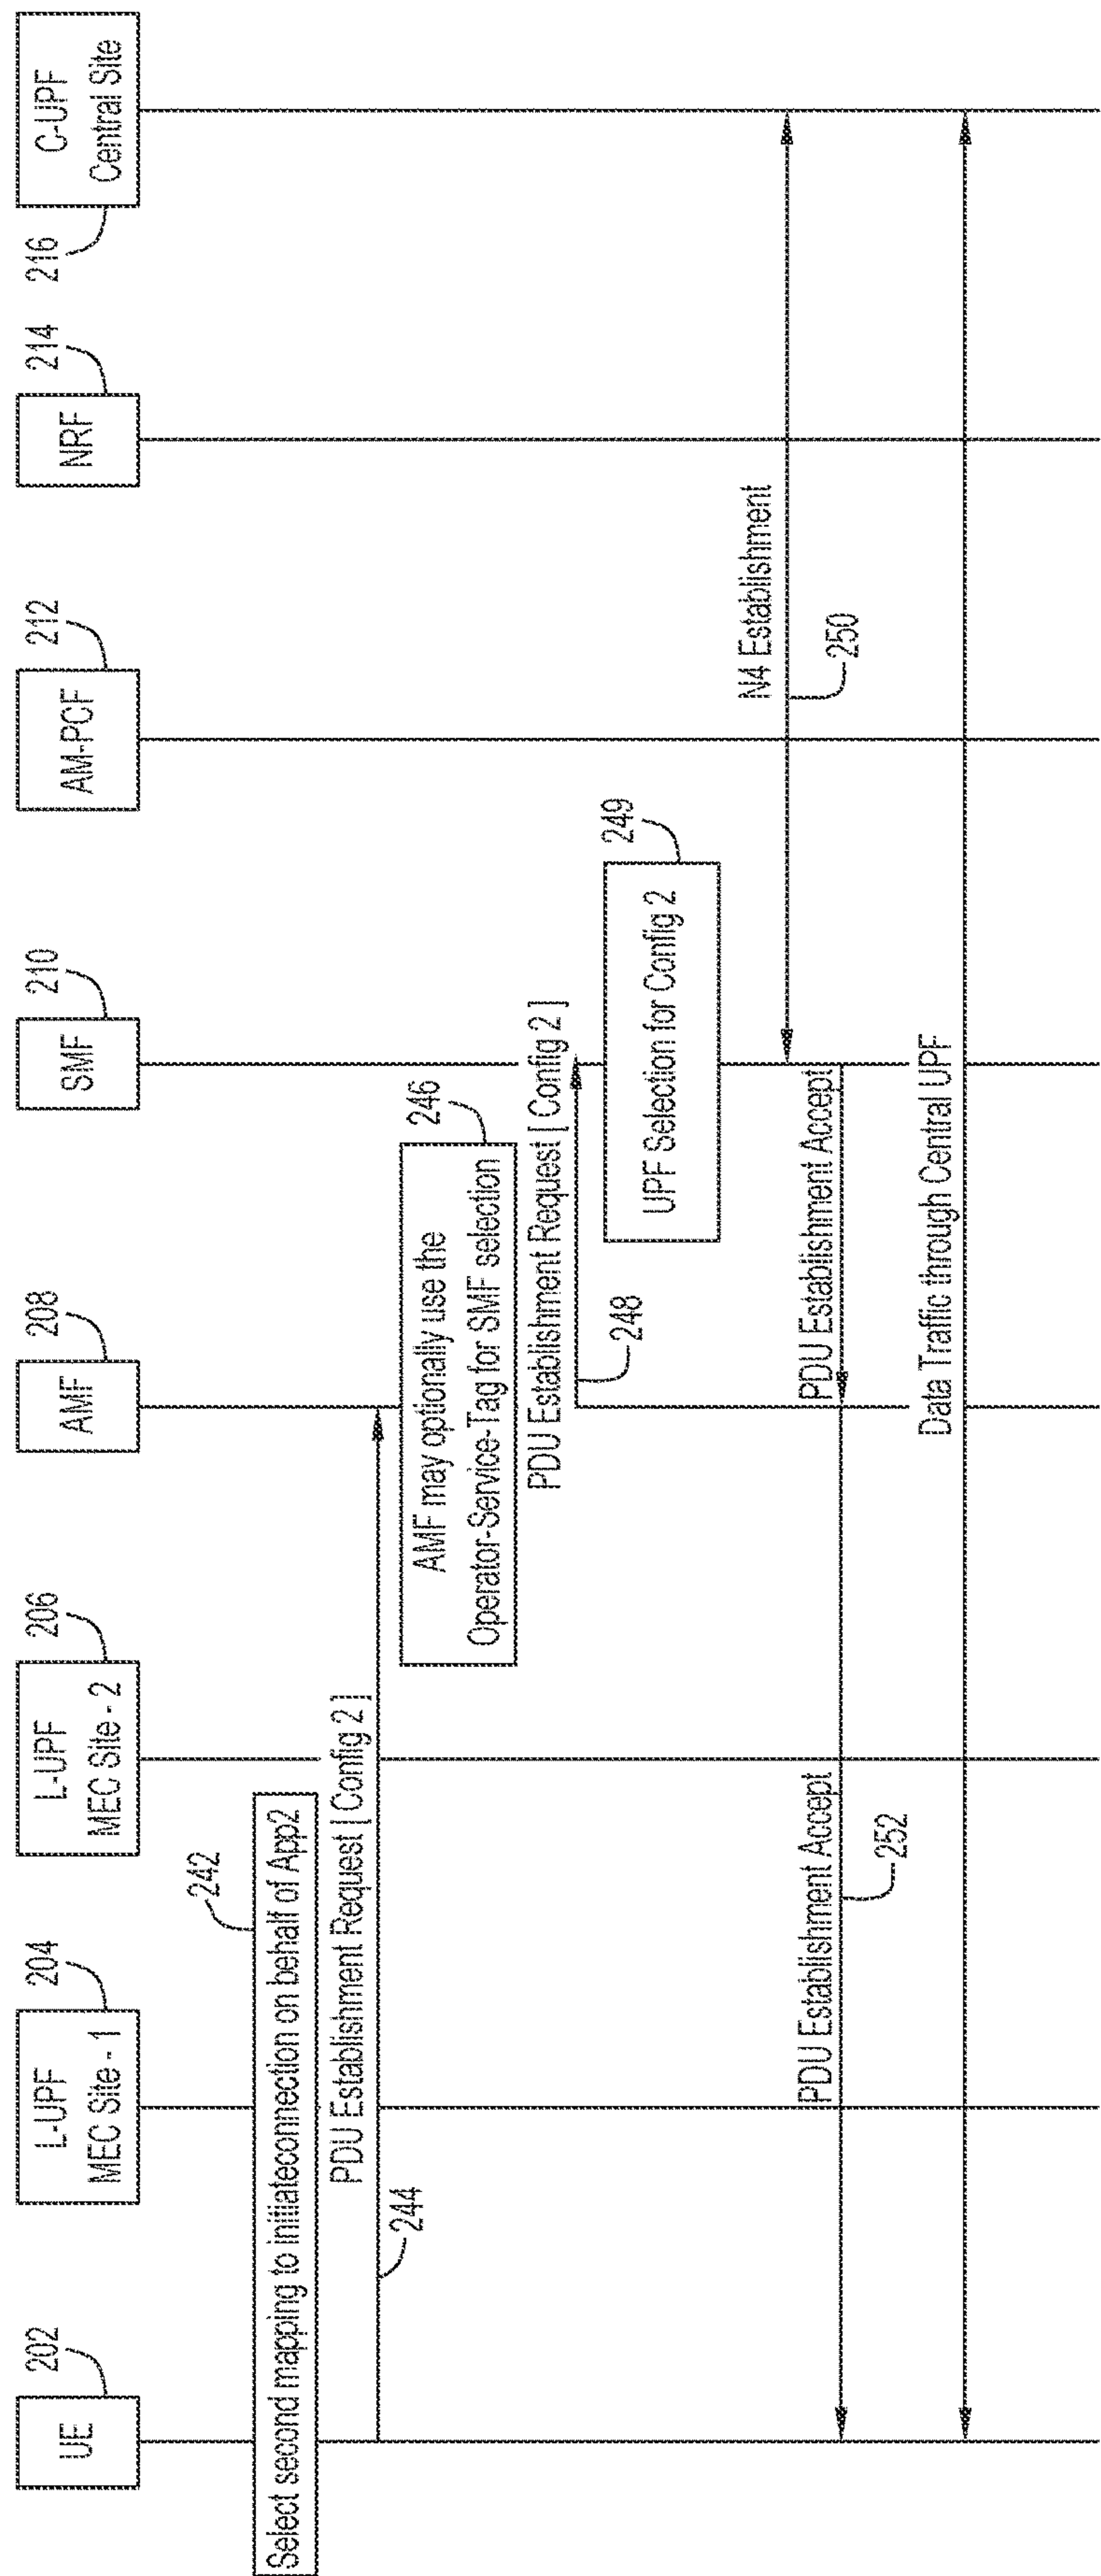 UE
202
L-UPF
MEC Site - 1
204
L-UPF
MEC Site - 2
206
AMF
208
SMF
210
AM-PCF
212
NRF
214
C-UPF
Central Site
216
Select second mapping to initiateconnection on behalf of App2
242
PDU Establishment Request [ Config 2 ]
244
AMF may optionally use the
Operator-Service-Tag for SMF selection
246
PDU Establishment Request [ Config 2 ]
248
UPF Selection for Config 2
249
N4 Establishment
250
PDU Establishment Accept
PDU Establishment Accept
252
Data Traffic through Central UPF